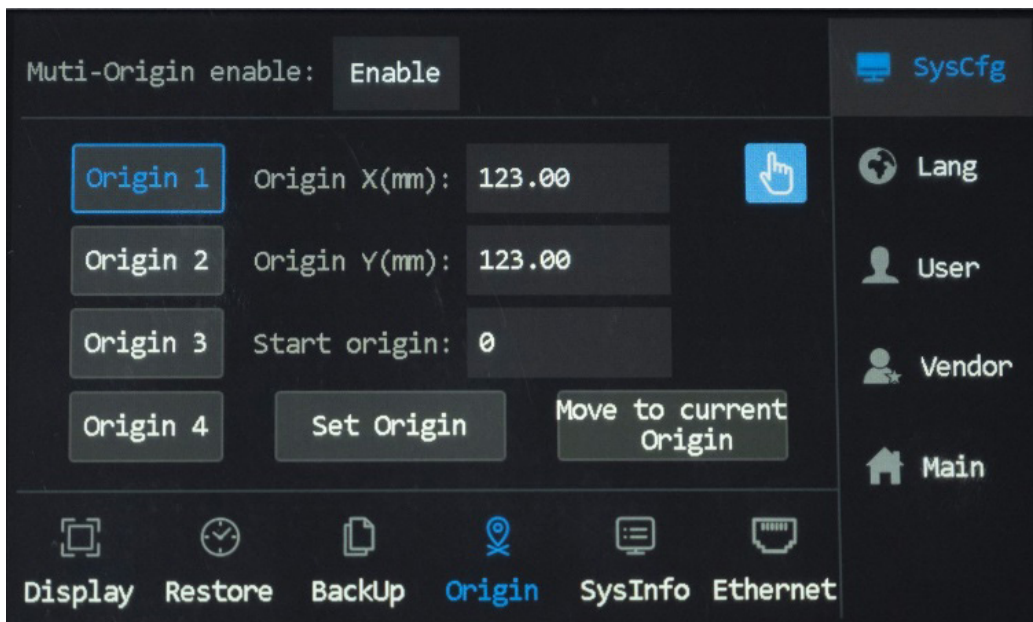 Muti-Origin enable: Enable
SysCfg
Origin 1 Origin X(mm): 123.00
Lang
Origin 2 Origin Y(mm): 123.00
User
Origin 3 Start origin: 0
Vendor
Origin 4 Set Origin Move to current
Origin
Main
Display Restore BackUp Origin SysInfo Ethernet